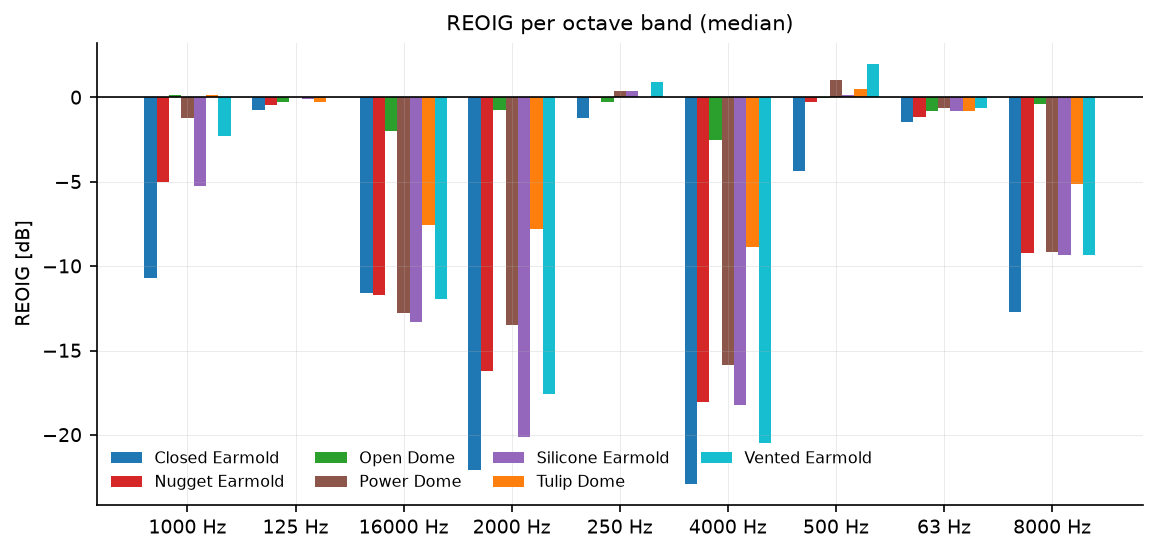 REOIG per octave band (median)
REOIG [dB]
0
−5
−10
−15
−20
Closed Earmold
Nugget Earmold
Open Dome
Power Dome
Silicone Earmold
Tulip Dome
Vented Earmold
1000 Hz
125 Hz
16000 Hz
2000 Hz
250 Hz
4000 Hz
500 Hz
63 Hz
8000 Hz